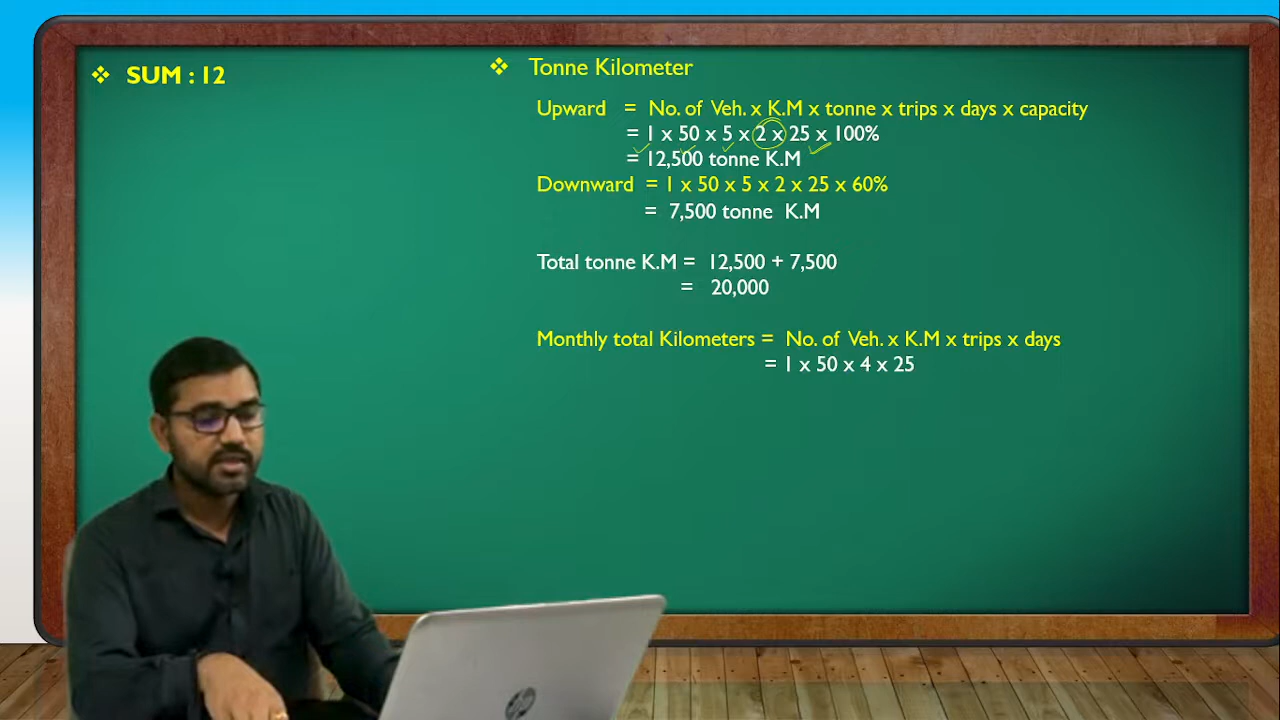 ❖ SUM : 12
❖ Tonne Kilometer
Upward = No. of Veh. x K.M x tonne x trips x days x capacity
= 1 x 50 x 5 x 2 x 25 x 100%
= 12,500 tonne K.M
Downward = 1 x 50 x 5 x 2 x 25 x 60%
= 7,500 tonne K.M
Total tonne K.M = 12,500 + 7,500
= 20,000
Monthly total Kilometers = No. of Veh. x K.M x trips x days
= 1 x 50 x 4 x 25
hp